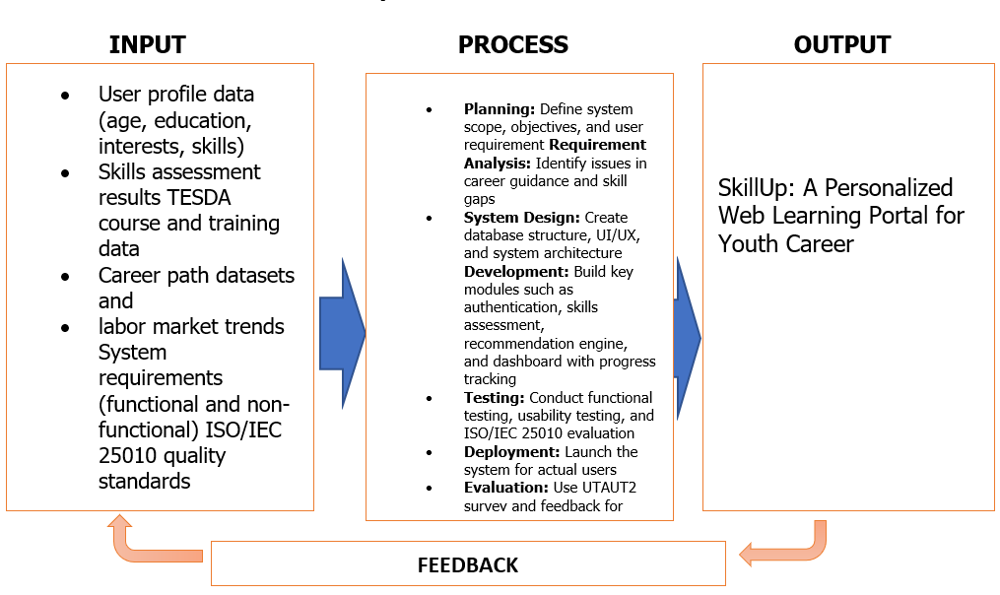 INPUT
PROCESS
OUTPUT
• User profile data
(age, education,
interests, skills)
• Skills assessment
results TESDA
course and training
data
• Career path datasets
and
• labor market trends
System
requirements
(functional and non-
functional) ISO/IEC
25010 quality
standards
• Planning: Define system
scope, objectives, and user
requirement Requirement
Analysis: Identify issues in
career guidance and skill
gaps
• System Design: Create
database structure, UI/UX,
and system architecture
Development: Build key
modules such as
authentication, skills
assessment,
recommendation engine,
and dashboard with progress
tracking
• Testing: Conduct functional
testing, usability testing, and
ISO/IEC 25010 evaluation
• Deployment: Launch the
system for actual users
• Evaluation: Use UTAUT2
survey and feedback for
SkillUp: A Personalized
Web Learning Portal for
Youth Career
FEEDBACK